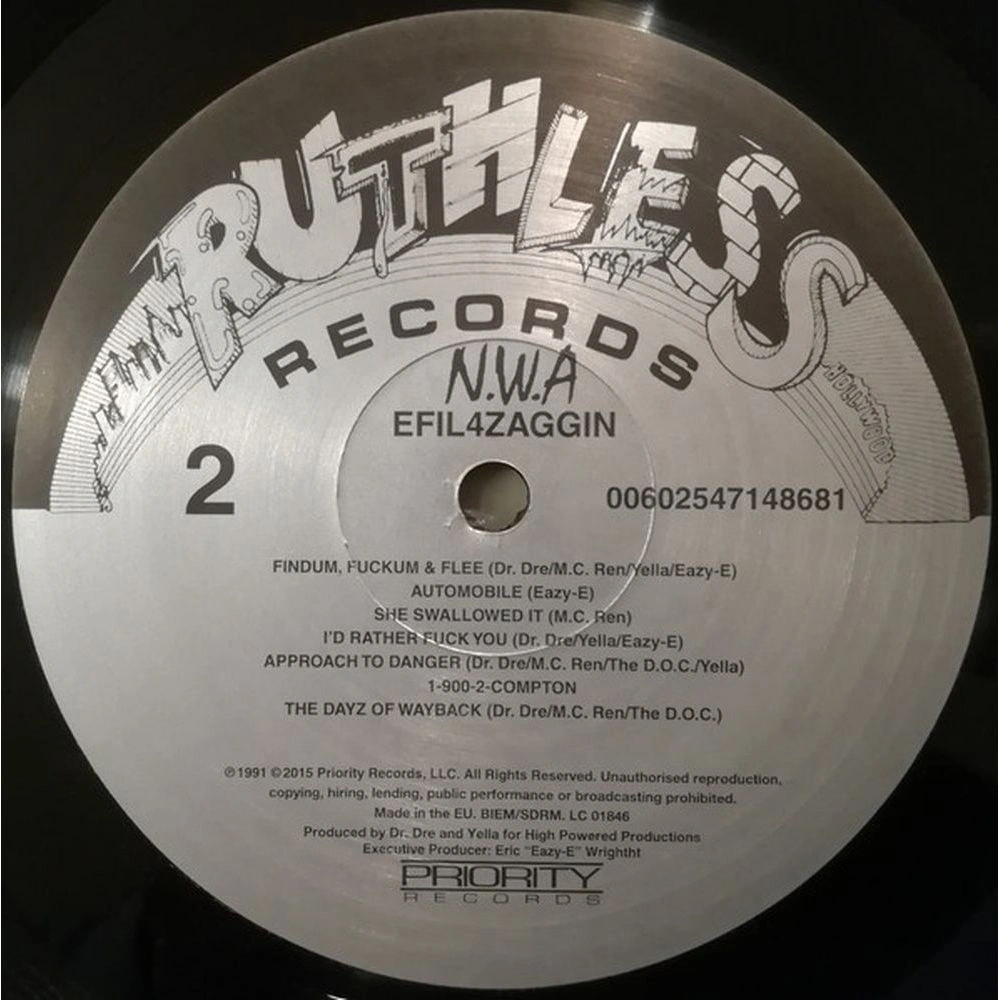 RUTHLESS
RECORDS
N.W.A
EFIL4ZAGGIN
2
00602547148681
HOLLYWOOD
FINDUM, FUCKUM & FLEE (Dr. Dre/M.C. Ren/Yella/Eazy-E)
AUTOMOBILE (Eazy-E)
SHE SWALLOWED IT (M.C. Ren)
I'D RATHER FUCK YOU (Dr. Dre/Yella/Eazy-E)
APPROACH TO DANGER (Dr. Dre/M.C. Ren/The D.O.C./Yella)
1-900-2-COMPTON
THE DAYZ OF WAYBACK (Dr. Dre/M.C. Ren/The D.O.C.)
℗1991 ©2015 Priority Records, LLC. All Rights Reserved. Unauthorised reproduction,
copying, hiring, lending, public performance or broadcasting prohibited.
Made in the EU. BIEM/SDRM. LC 01846
Produced by Dr. Dre and Yella for High Powered Productions
Executive Producer: Eric "Eazy-E" Wrightht
PRIORITY
RECORDS